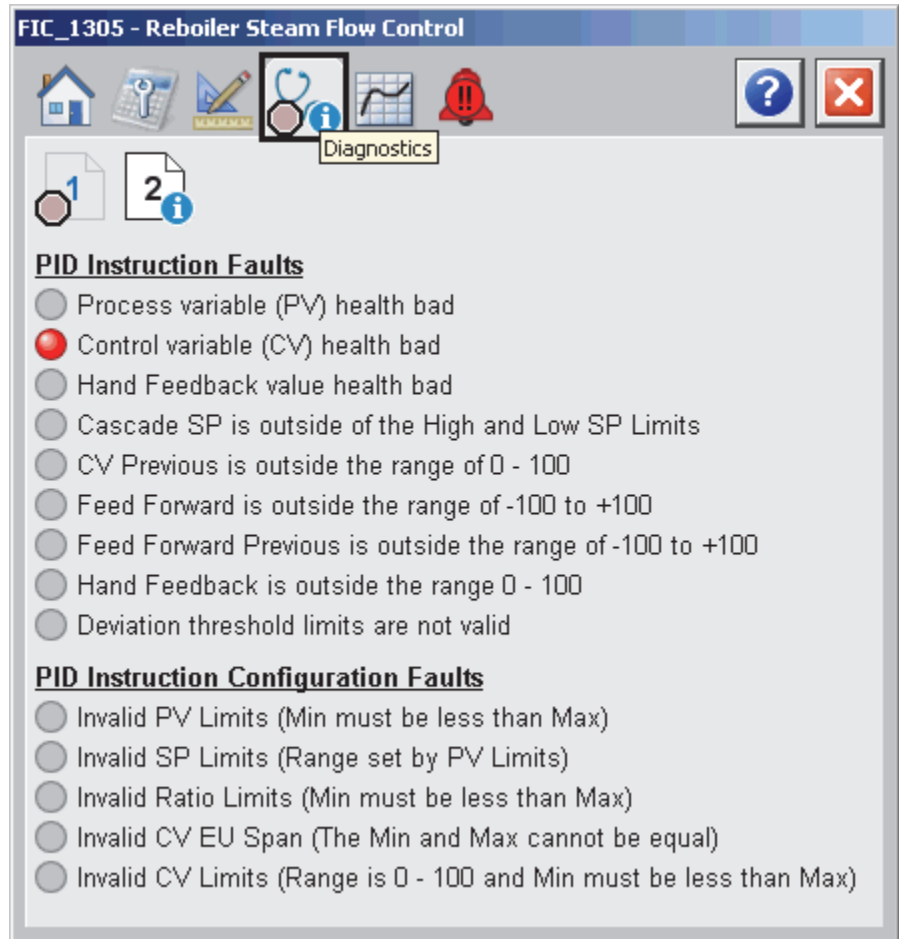 FIC_1305 - Reboiler Steam Flow Control
!! ?
Diagnostics
1 i 2 i
PID Instruction Faults
Process variable (PV) health bad
Control variable (CV) health bad
Hand Feedback value health bad
Cascade SP is outside of the High and Low SP Limits
CV Previous is outside the range of 0 - 100
Feed Forward is outside the range of -100 to +100
Feed Forward Previous is outside the range of -100 to +100
Hand Feedback is outside the range 0 - 100
Deviation threshold limits are not valid
PID Instruction Configuration Faults
Invalid PV Limits (Min must be less than Max)
Invalid SP Limits (Range set by PV Limits)
Invalid Ratio Limits (Min must be less than Max)
Invalid CV EU Span (The Min and Max cannot be equal)
Invalid CV Limits (Range is 0 - 100 and Min must be less than Max)